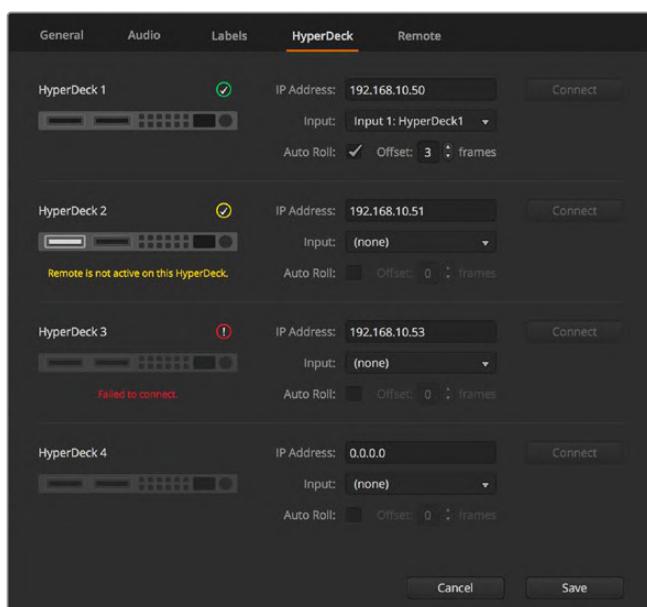 General Audio Labels HyperDeck Remote
HyperDeck 1 IP Address: 192.168.10.50 Connect
Input: Input 1: HyperDeck1
Auto Roll: Offset: 3 frames
HyperDeck 2 IP Address: 192.168.10.51 Connect
Input: (none)
Remote is not active on this HyperDeck.
Auto Roll: Offset: 0 frames
HyperDeck 3 IP Address: 192.168.10.53 Connect
Input: (none)
Failed to connect. Auto Roll: Offset: 0 frames
HyperDeck 4 IP Address: 0.0.0.0 Connect
Input: (none)
Auto Roll: Offset: 0 frames
Cancel Save